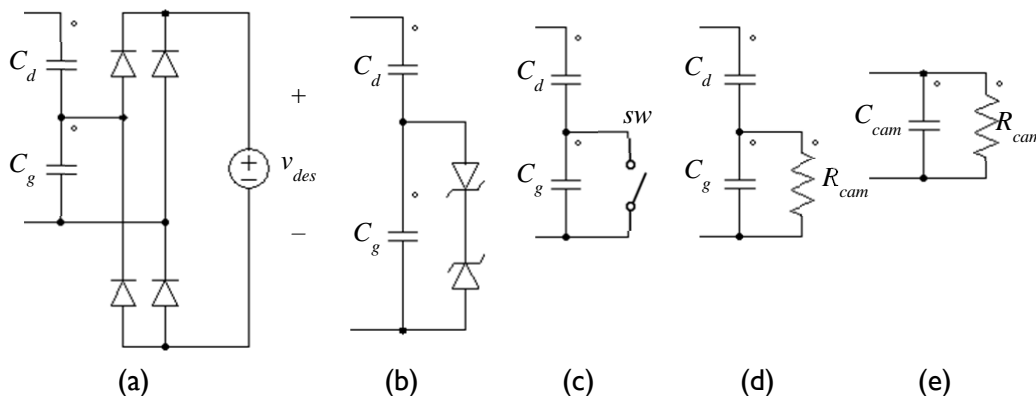 C_d
C_g
+
v_des
−
(a)
C_d
C_g
(b)
C_d
sw
C_g
(c)
C_d
C_g
R_cam
(d)
C_cam
R_cam
(e)